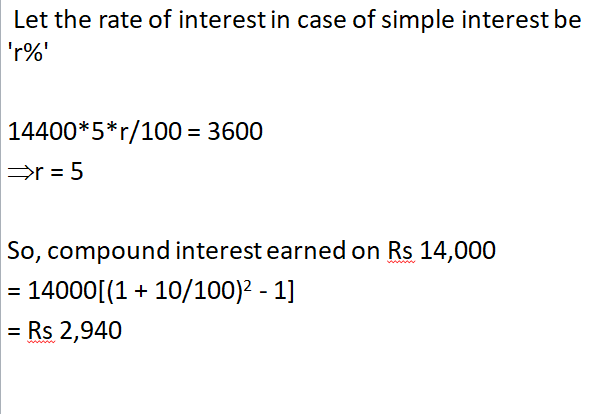 Let the rate of interest in case of simple interest be
'r%'
14400*5*r/100 = 3600
⇒r = 5
So, compound interest earned on Rs 14,000
= 14000[(1 + 10/100)² - 1]
= Rs 2,940